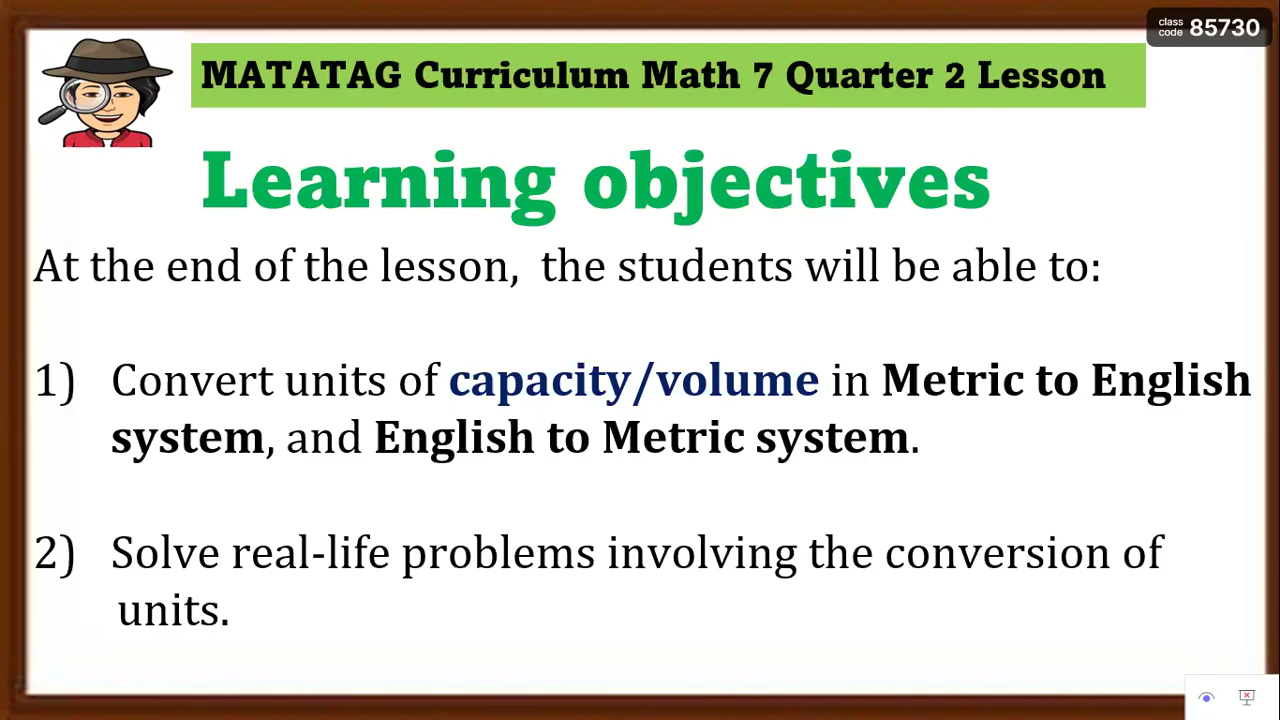 class code 85730
MATATAG Curriculum Math 7 Quarter 2 Lesson
Learning objectives
At the end of the lesson, the students will be able to:
1) Convert units of capacity/volume in Metric to English
system, and English to Metric system.
2) Solve real-life problems involving the conversion of
units.